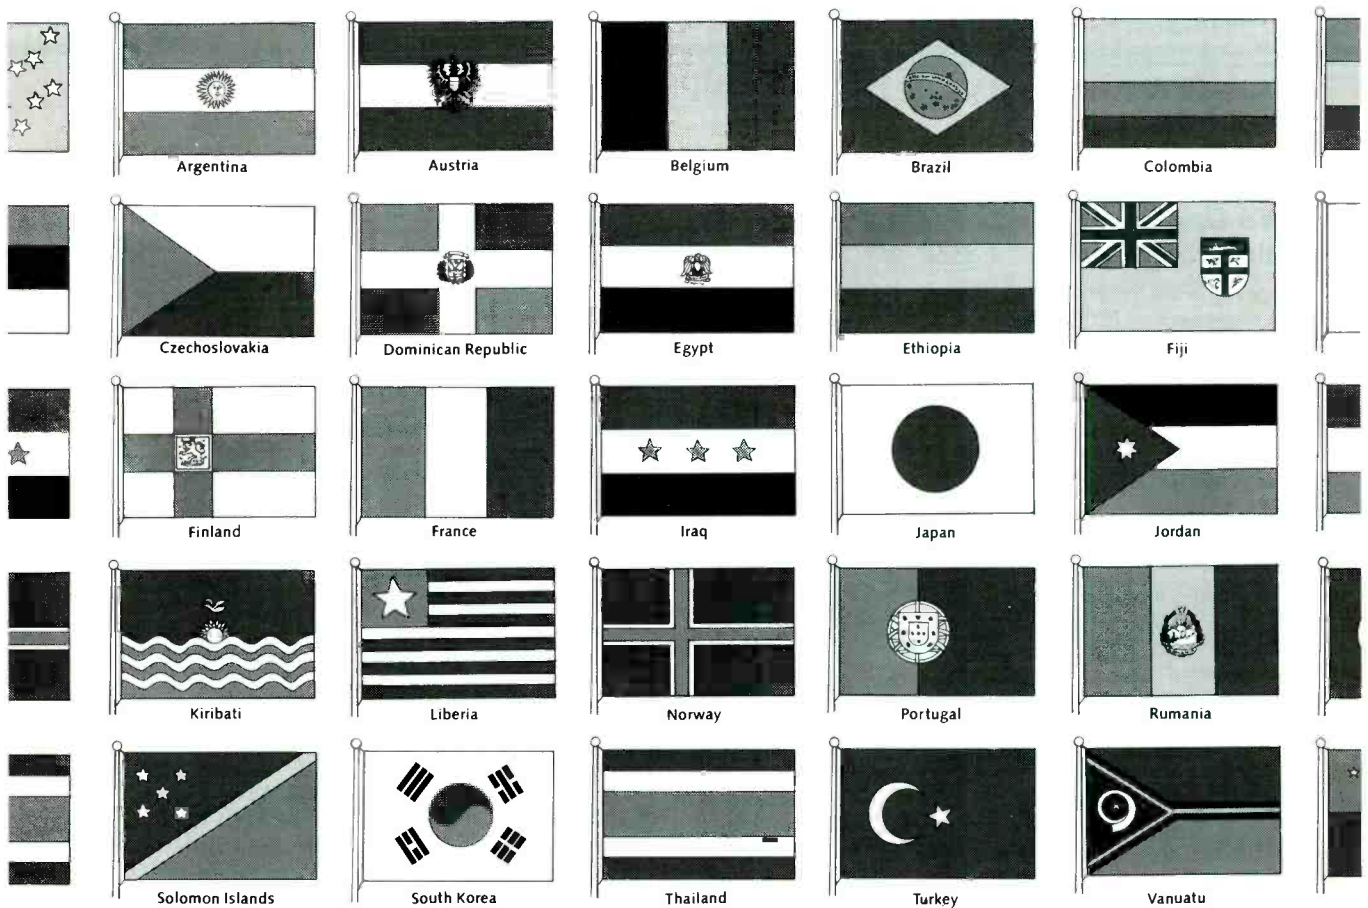 Argentina
Austria
Belgium
Brazil
Colombia
Czechoslovakia
Dominican Republic
Egypt
Ethiopia
Fiji
Finland
France
Iraq
Japan
Jordan
Kiribati
Liberia
Norway
Portugal
Rumania
Solomon Islands
South Korea
Thailand
Turkey
Vanuatu